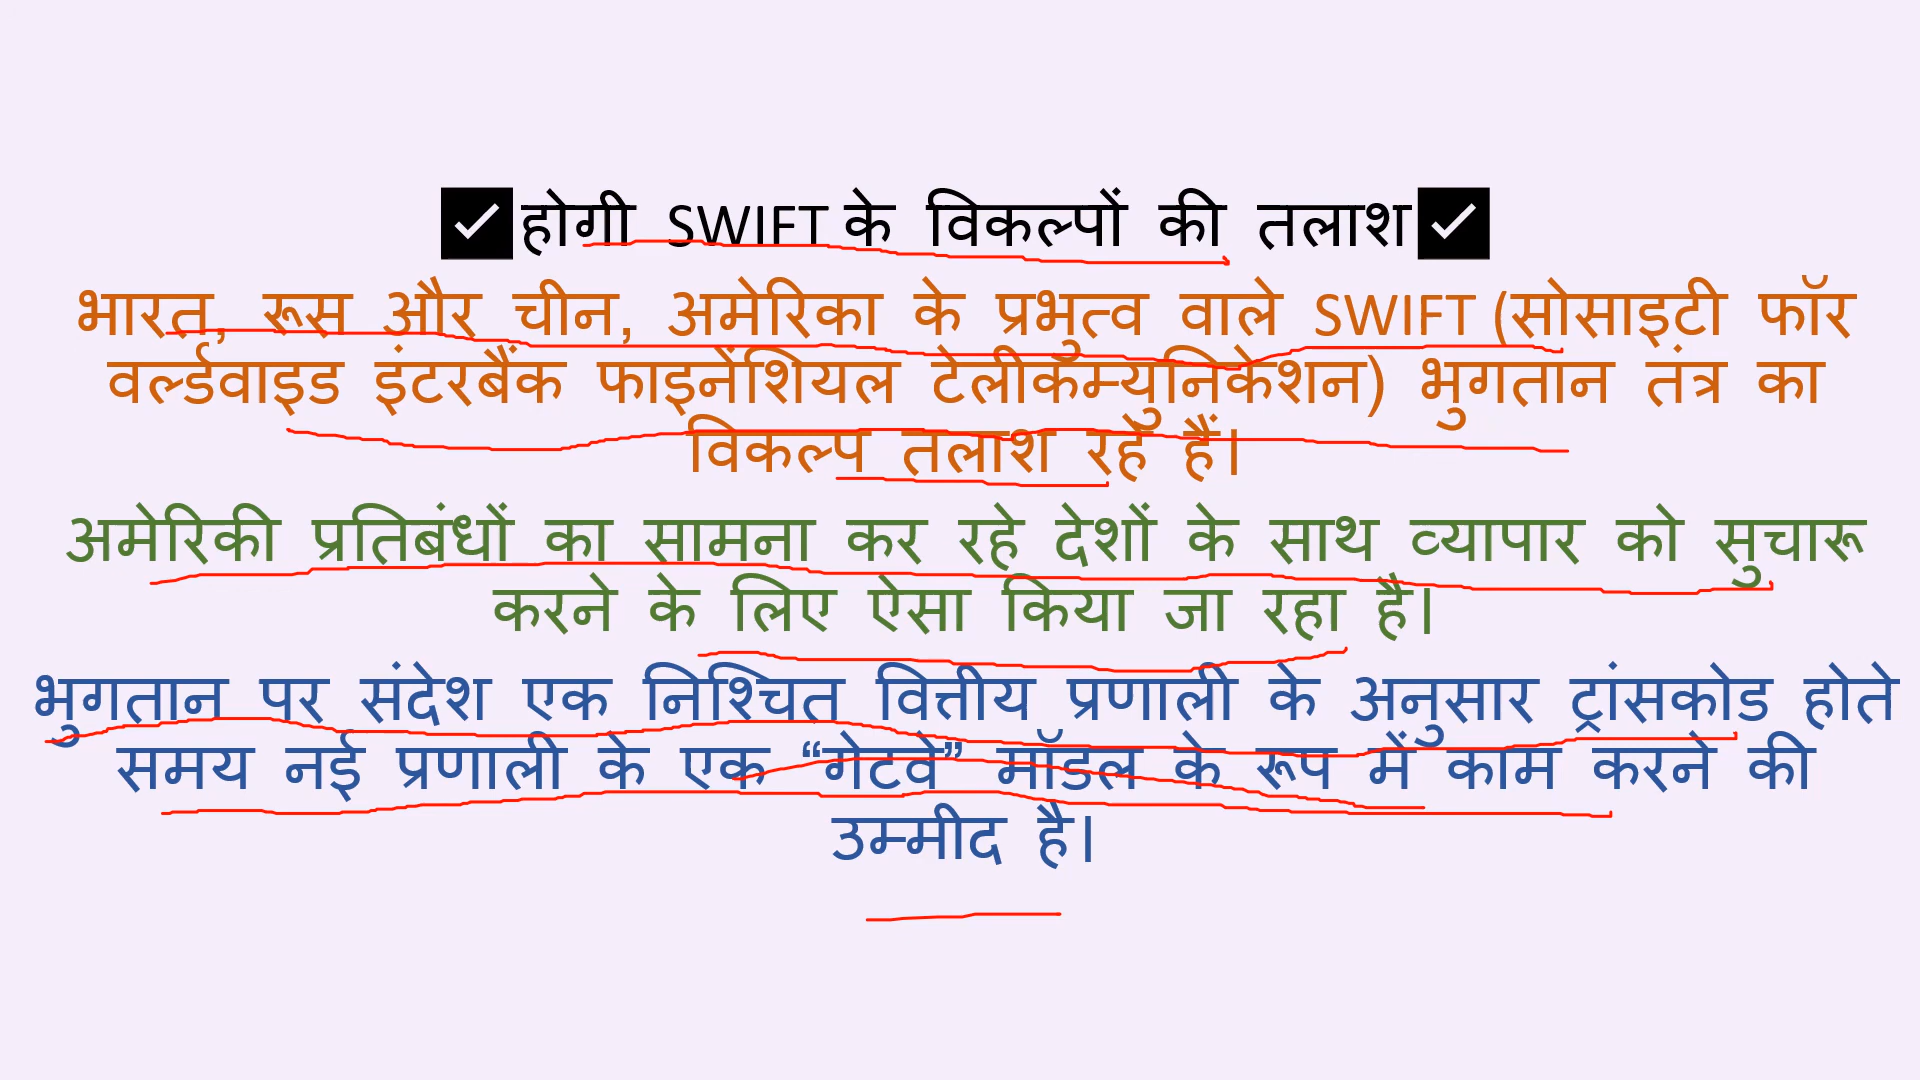 ✓होगी SWIFT के विकल्पों की तलाश✓
भारत, रूस और चीन, अमेरिका के प्रभुत्व वाले SWIFT (सोसाइटी फॉर
वर्ल्डवाइड इंटरबैंक फाइनेंशियल टेलीकॅम्युनिकेशन) भुगतान तंत्र का
विकल्प तलाश रहे हैं।
अमेरिकी प्रतिबंधों का सामना कर रहे देशों के साथ व्यापार को सुचारू
करने के लिए ऐसा किया जा रहा है।
भुगतान पर संदेश एक निश्चित वित्तीय प्रणाली के अनुसार ट्रांसकोड होते
समय नई प्रणाली के एक “गेटवे” मॉडल के रूप में काम करने की
उम्मीद है।